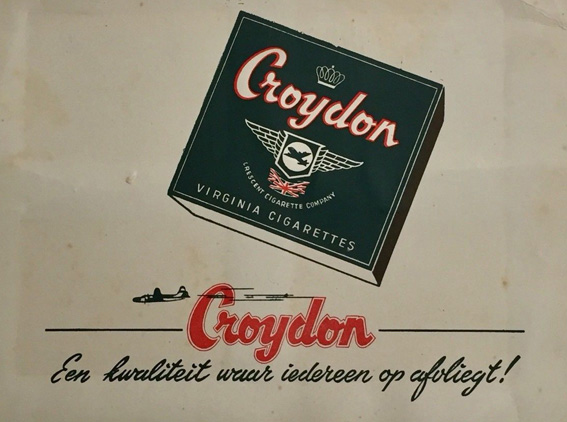 Croydon
CRESCENT CIGARETTE COMPANY
VIRGINIA CIGARETTES
Croydon
Een kwaliteit waar iedereen op afvliegt!